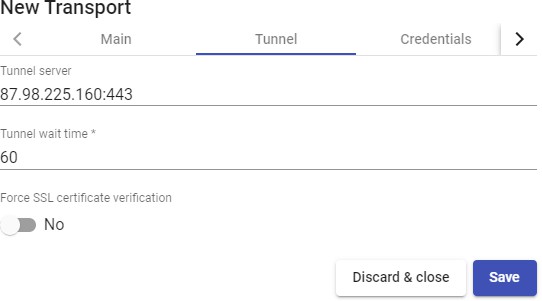 New Transport
Main Tunnel Credentials
Tunnel server
87.98.225.160:443
Tunnel wait time *
60
Force SSL certificate verification
No
Discard & close Save